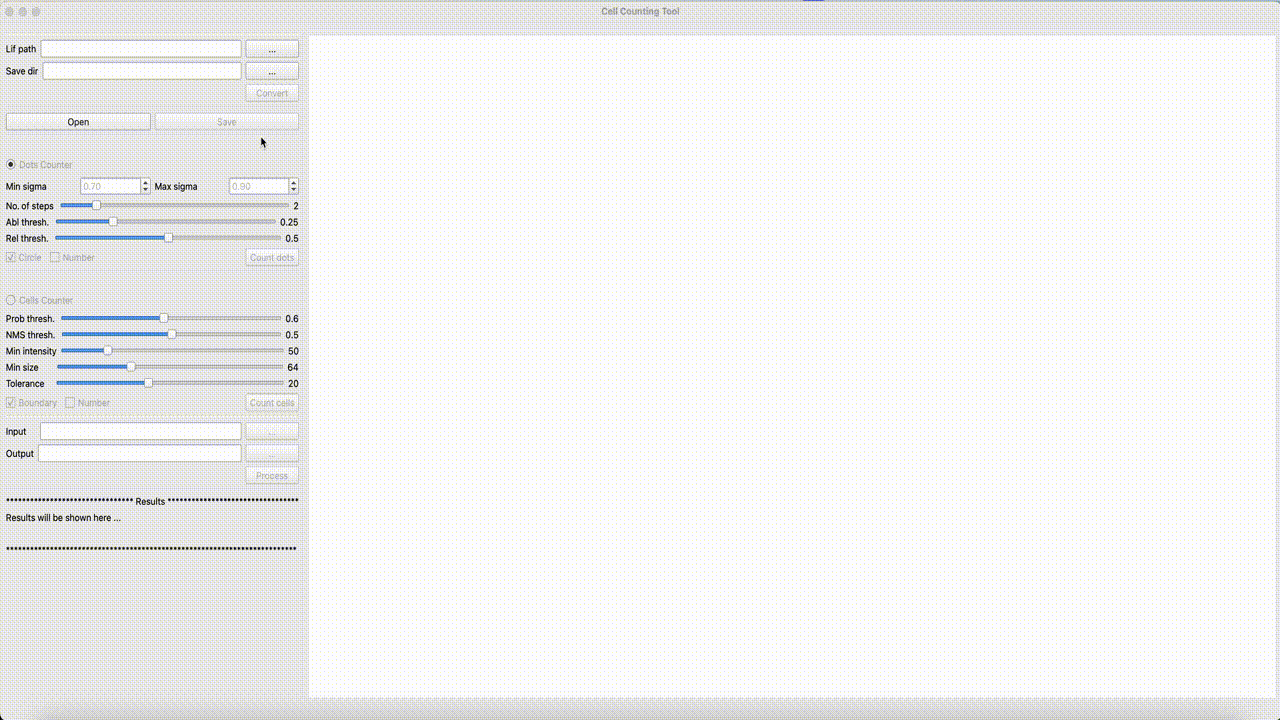 Cell Counting Tool
Lif path ...
Save dir ...
Convert
Open Save
Dots Counter
Min sigma 0.70 Max sigma 0.90
No. of steps 2
Abl thresh. 0.25
Rel thresh. 0.5
Circle Number Count dots
Cells Counter
Prob thresh. 0.6
NMS thresh. 0.5
Min intensity 50
Min size 64
Tolerance 20
Boundary Number Count cells
Input ...
Output ...
Process
******************************** Results ********************************
Results will be shown here ...
************************************************************************